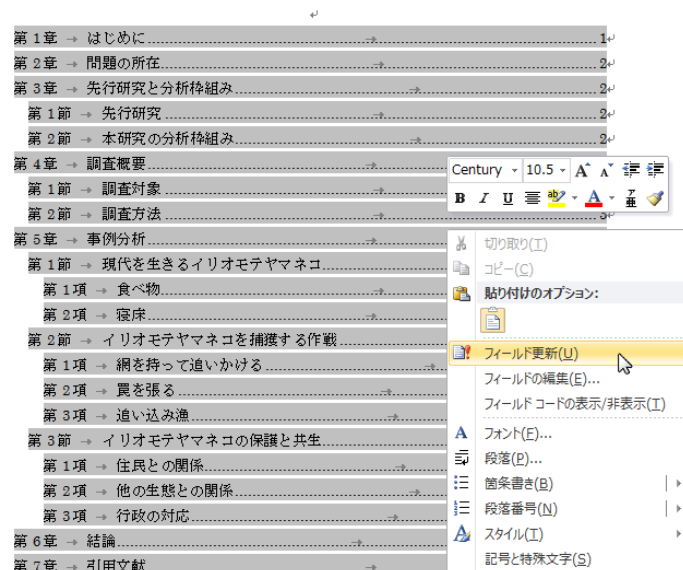 第1章 → はじめに → 1↵
第2章 → 問題の所在 → 2↵
第3章 → 先行研究と分析枠組み → 2↵
第1節 → 先行研究 → 2↵
第2節 → 本研究の分析枠組み → 2↵
第4章 → 調査概要 →
第1節 → 調査対象 →
第2節 → 調査方法 → 3↵
第5章 → 事例分析 →
第1節 → 現代を生きるイリオモテヤマネコ
第1項 → 食べ物 →
第2項 → 寝床 →
第2節 → イリオモテヤマネコを捕獲する作戦
第1項 → 網を持って追いかける →
第2項 → 罠を張る →
第3項 → 追い込み漁 →
第3節 → イリオモテヤマネコの保護と共生
第1項 → 住民との関係 →
第2項 → 他の生態との関係 →
第3項 → 行政の対応 →
第6章 → 結論 →
第7章 → 引用文献 →
Century 10.5 A A
B I U ab A 亜
切り取り(T)
コピー(C)
貼り付けのオプション:
フィールド更新(U)
フィールドの編集(E)...
フィールド コードの表示/非表示(T)
フォント(F)...
段落(P)...
箇条書き(B)
段落番号(N)
スタイル(T)
記号と特殊文字(S)